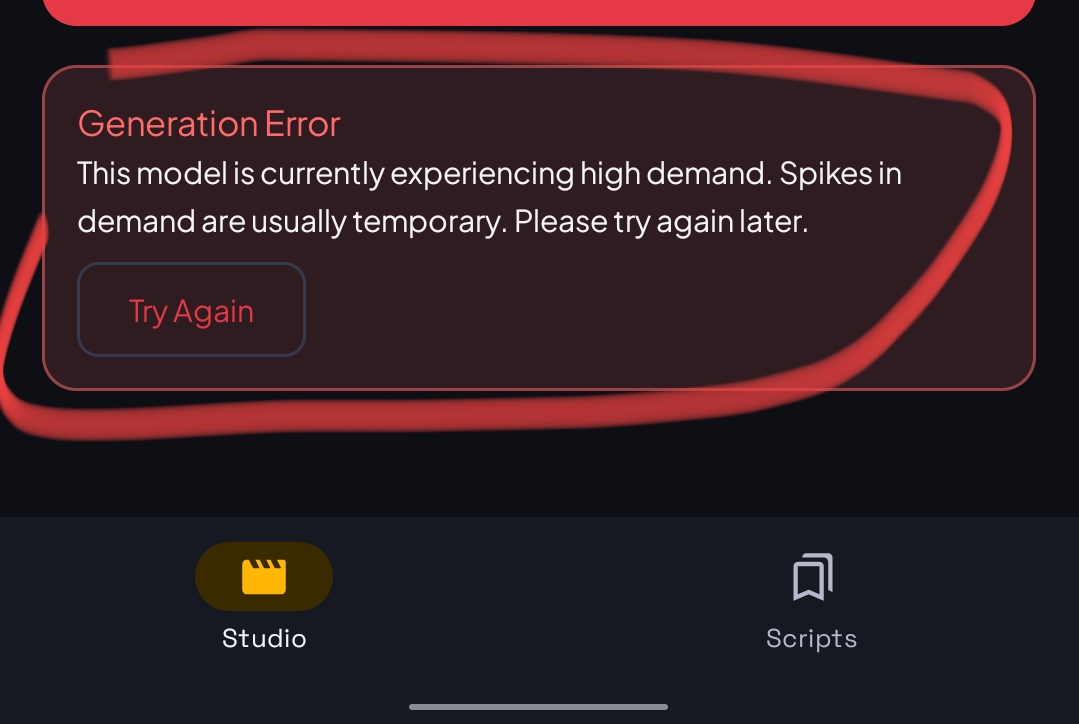 Generation Error
This model is currently experiencing high demand. Spikes in
demand are usually temporary. Please try again later.
Try Again
Studio
Scripts